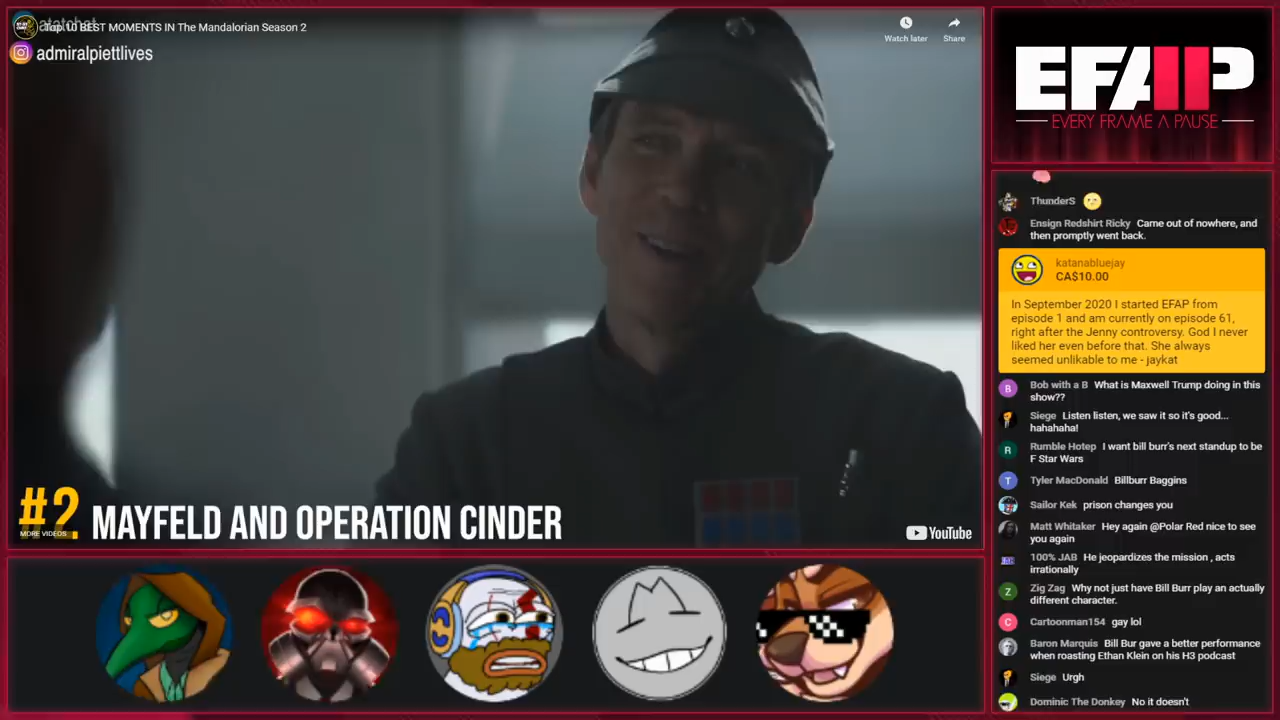 Top 10 BEST MOMENTS IN The Mandalorian Season 2
admiralpiettlives
Watch later
Share
#2
MORE VIDEOS
MAYFELD AND OPERATION CINDER
YouTube
EFAP
EVERY FRAME A PAUSE
ThunderS
Ensign Redshirt Ricky Came out of nowhere, and
then promptly went back.
katanabluejay
CA$10.00
In September 2020 I started EFAP from
episode 1 and am currently on episode 61,
right after the Jenny controversy. God I never
liked her even before that. She always
seemed unlikable to me - jaykat
B
Bob with a B What is Maxwell Trump doing in this
show??
Siege Listen listen, we saw it so it's good...
hahahaha!
R
Rumble Hotep I want bill burr's next standup to be
F Star Wars
T
Tyler MacDonald Billburr Baggins
Sailor Kek prison changes you
Matt Whitaker Hey again @Polar Red nice to see
you again
100% JAB He jeopardizes the mission , acts
irrationally
Z
Zig Zag Why not just have Bill Burr play an actually
different character.
C
Cartoonman154 gay lol
Baron Marquis Bill Bur gave a better performance
when roasting Ethan Klein on his H3 podcast
Siege Urgh
Dominic The Donkey No it doesn't